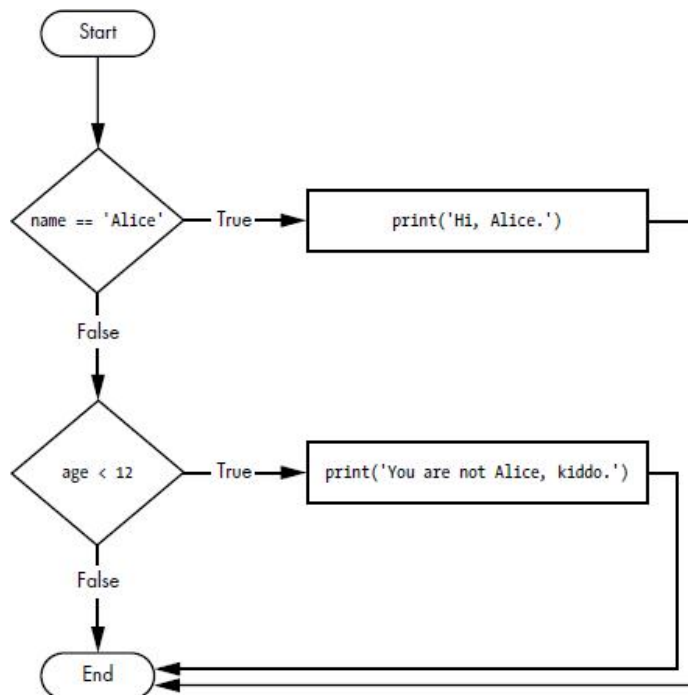 Start
name == 'Alice'
True
print('Hi, Alice.')
False
age < 12
True
print('You are not Alice, kiddo.')
False
End